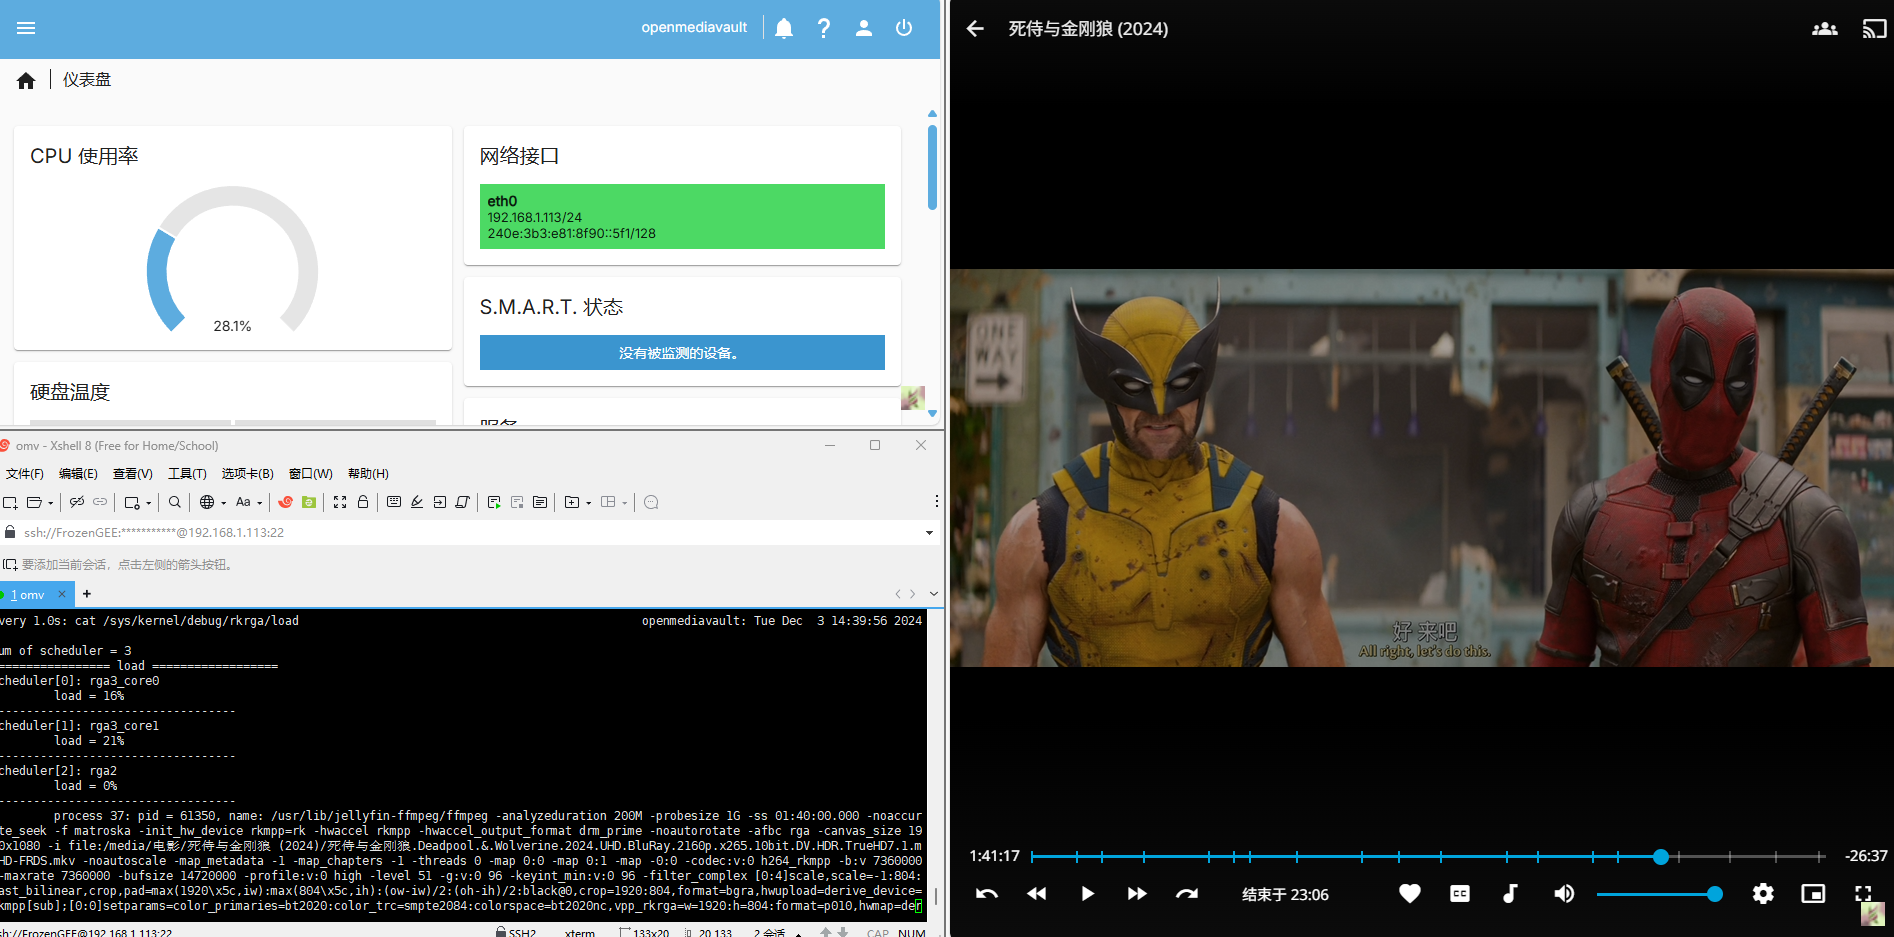 openmediavault
仪表盘
CPU 使用率
28.1%
硬盘温度
网络接口
eth0
192.168.1.113/24
240e:3b3:e81:8f90::5f1/128
S.M.A.R.T. 状态
没有被监测的设备。
服务
omv - Xshell 8 (Free for Home/School)
文件(F) 编辑(E) 查看(V) 工具(T) 选项卡(B) 窗口(W) 帮助(H)
Aa
ssh://FrozenGEE:***********@192.168.1.113:22
要添加当前会话，点击左侧的箭头按钮。
1 omv × +
very 1.0s: cat /sys/kernel/debug/rkrga/load openmediavault: Tue Dec  3 14:39:56 2024
um of scheduler = 3
================ load ==================
cheduler[0]: rga3_core0
load = 16%
----------------------------------
cheduler[1]: rga3_core1
load = 21%
----------------------------------
cheduler[2]: rga2
load = 0%
----------------------------------
process 37: pid = 61350, name: /usr/lib/jellyfin-ffmpeg/ffmpeg -analyzeduration 200M -probesize 1G -ss 01:40:00.000 -noaccur
te_seek -f matroska -init_hw_device rkmpp=rk -hwaccel rkmpp -hwaccel_output_format drm_prime -noautorotate -afbc rga -canvas_size 19
0x1080 -i file:/media/电影/死侍与金刚狼 (2024)/死侍与金刚狼.Deadpool.&.Wolverine.2024.UHD.BluRay.2160p.x265.10bit.DV.HDR.TrueHD7.1.m
HD-FRDS.mkv -noautoscale -map_metadata -1 -map_chapters -1 -threads 0 -map 0:0 -map 0:1 -map -0:0 -codec:v:0 h264_rkmpp -b:v 7360000
-maxrate 7360000 -bufsize 14720000 -profile:v:0 high -level 51 -g:v:0 96 -keyint_min:v:0 96 -filter_complex [0:4]scale,scale=-1:804:
ast_bilinear,crop,pad=max(1920\x5c,iw):max(804\x5c,ih):(ow-iw)/2:(oh-ih)/2:black@0,crop=1920:804,format=bgra,hwupload=derive_device=
kmpp[sub];[0:0]setparams=color_primaries=bt2020:color_trc=smpte2084:colorspace=bt2020nc,vpp_rkrga=w=1920:h=804:format=p010,hwmap=der
sh://FrozenGEE@192.168.1.113:22 SSH2 xterm 133x20 20,133 2 会话 CAP NUM
死侍与金刚狼 (2024)
ONE
WAY
好 来吧
All right, let's do this.
1:41:17 -26:37
结束于 23:06
CC